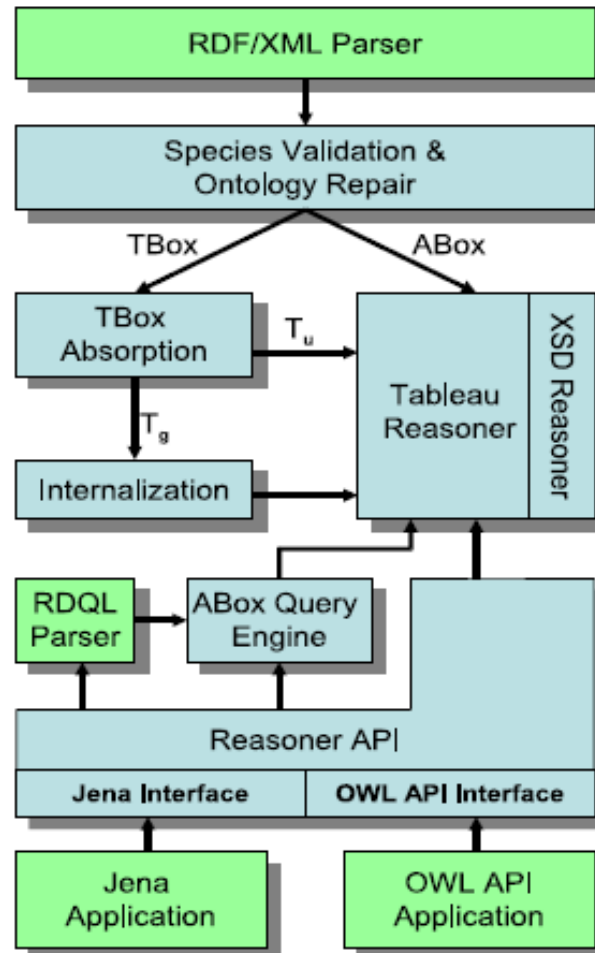 RDF/XML Parser
Species Validation &
Ontology Repair
TBox
ABox
TBox
Absorption
Tu
Tableau
Reasoner
XSD Reasoner
Tg
Internalization
RDQL
Parser
ABox Query
Engine
Reasoner API
Jena Interface
OWL API Interface
Jena
Application
OWL API
Application